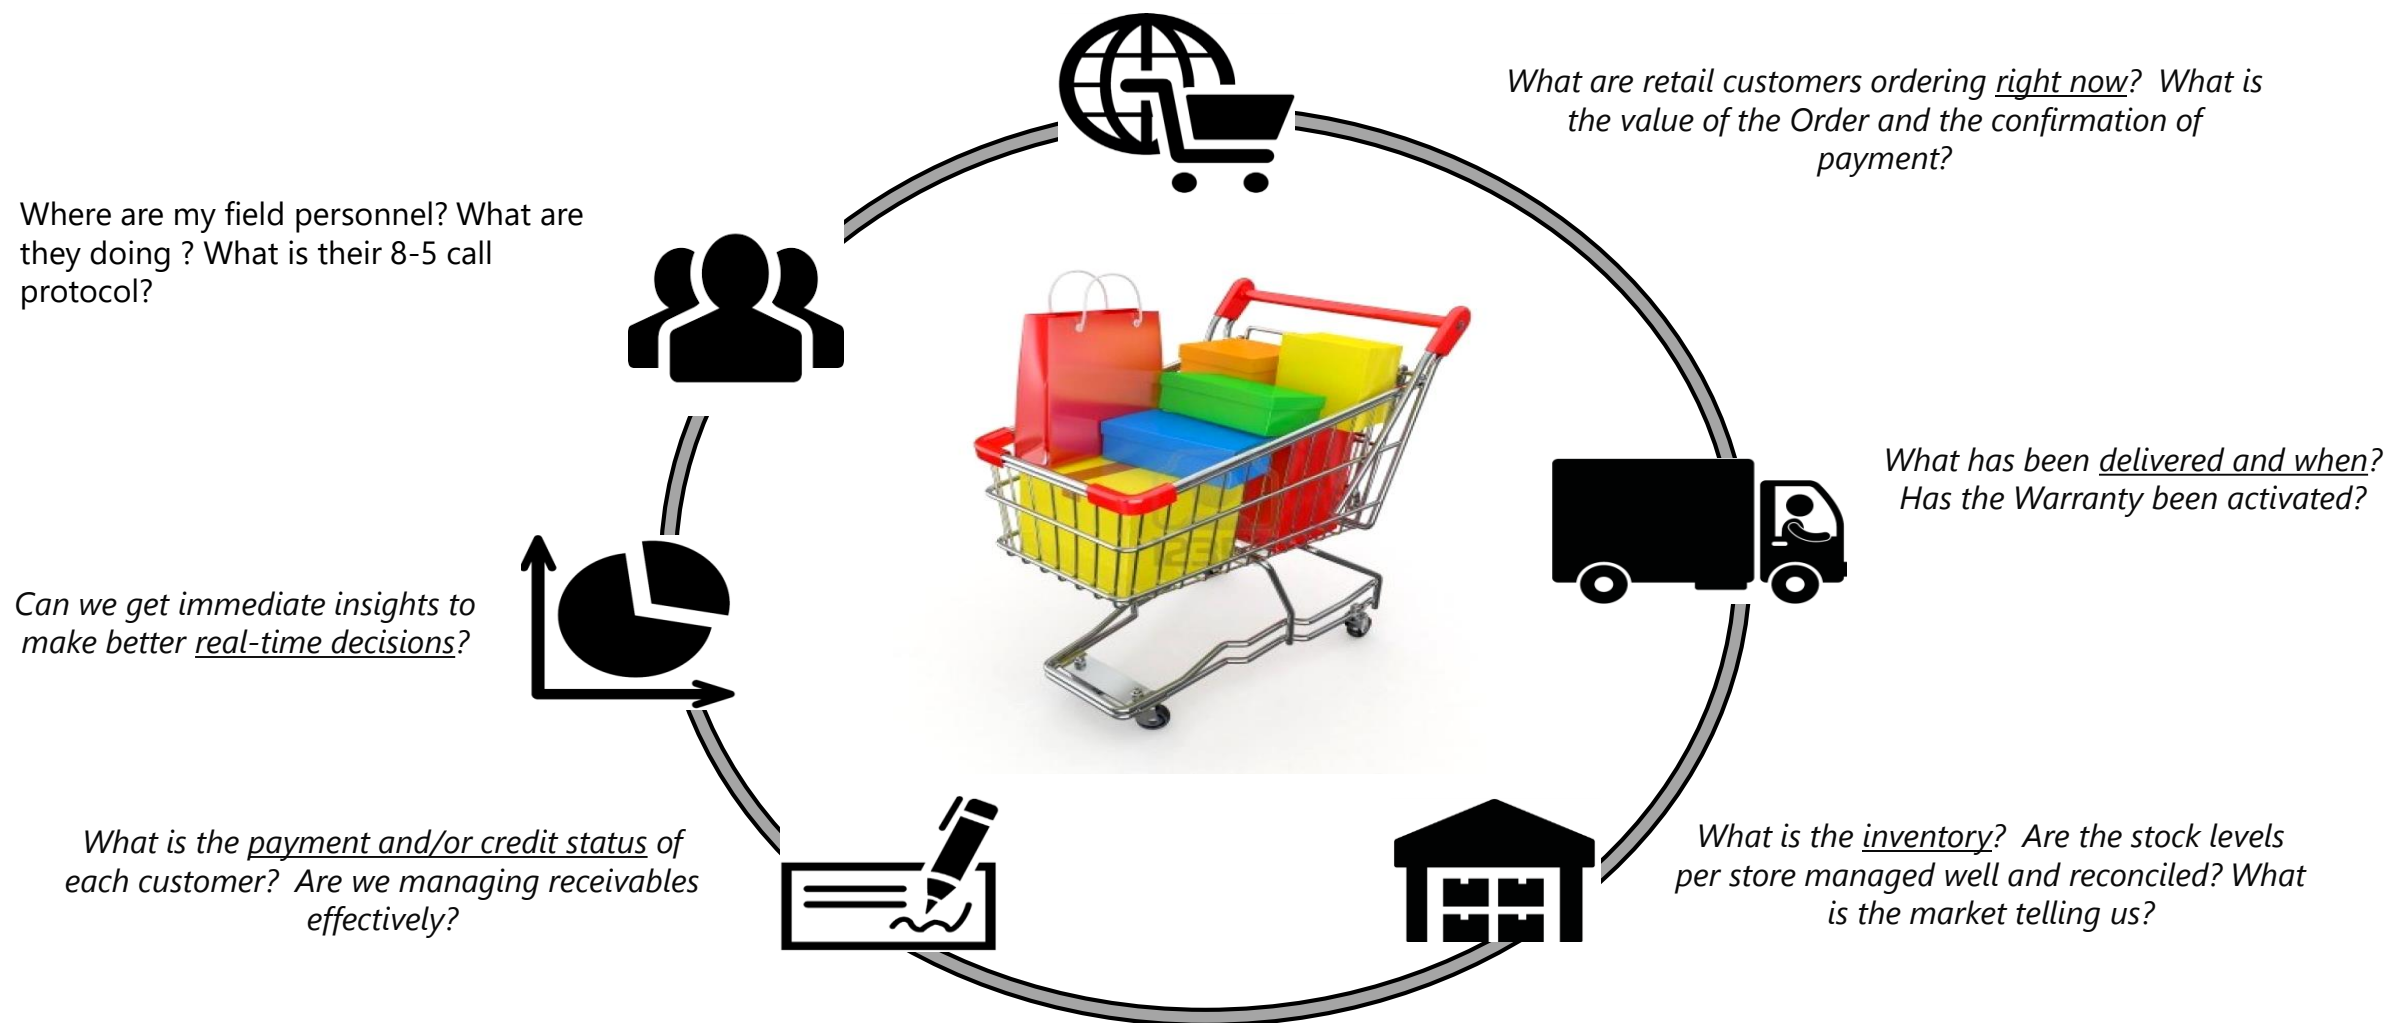 What are retail customers ordering right now?  What is
the value of the Order and the confirmation of
payment?
Where are my field personnel? What are
they doing ? What is their 8-5 call
protocol?
What has been delivered and when?
Has the Warranty been activated?
Can we get immediate insights to
make better real-time decisions?
What is the payment and/or credit status of
each customer?  Are we managing receivables
effectively?
What is the inventory?  Are the stock levels
per store managed well and reconciled? What
is the market telling us?